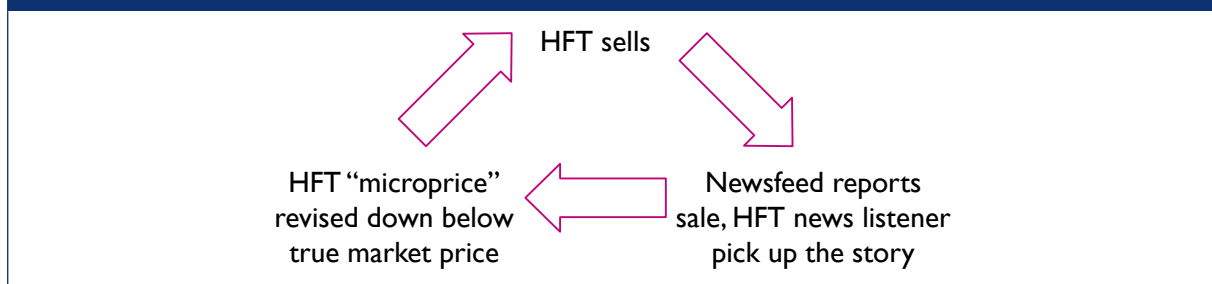 HFT sells
HFT “microprice”
revised down below
true market price
Newsfeed reports
sale, HFT news listener
pick up the story